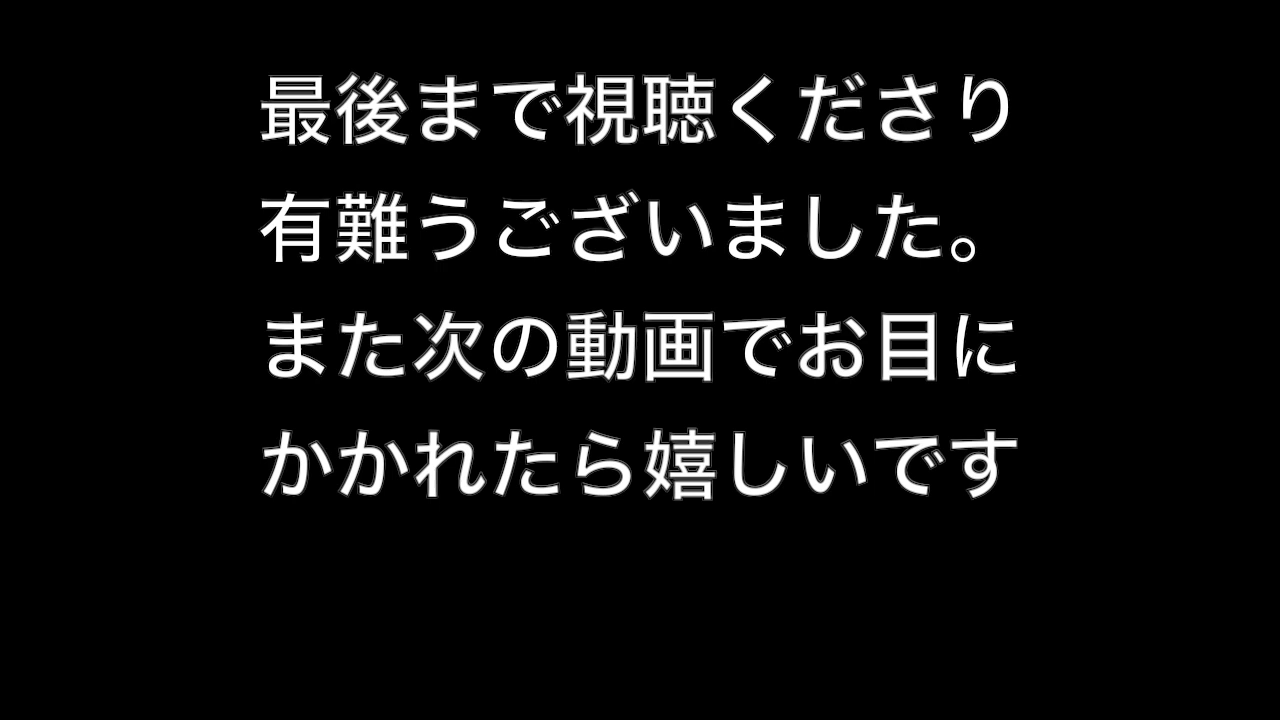 最後まで視聴くださり
有難うございました。
また次の動画でお目に
かかれたら嬉しいです